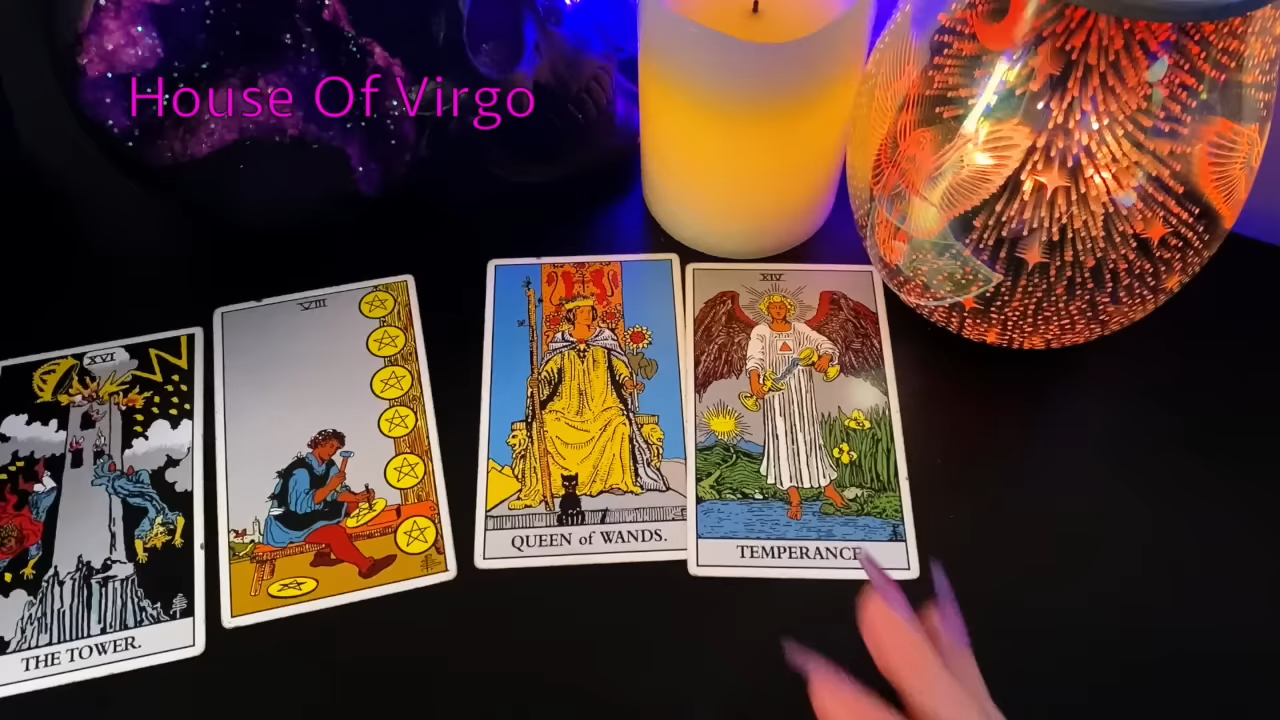 House Of Virgo
XVI
VIII
XIV
QUEEN of WANDS.
TEMPERANCE
THE TOWER.